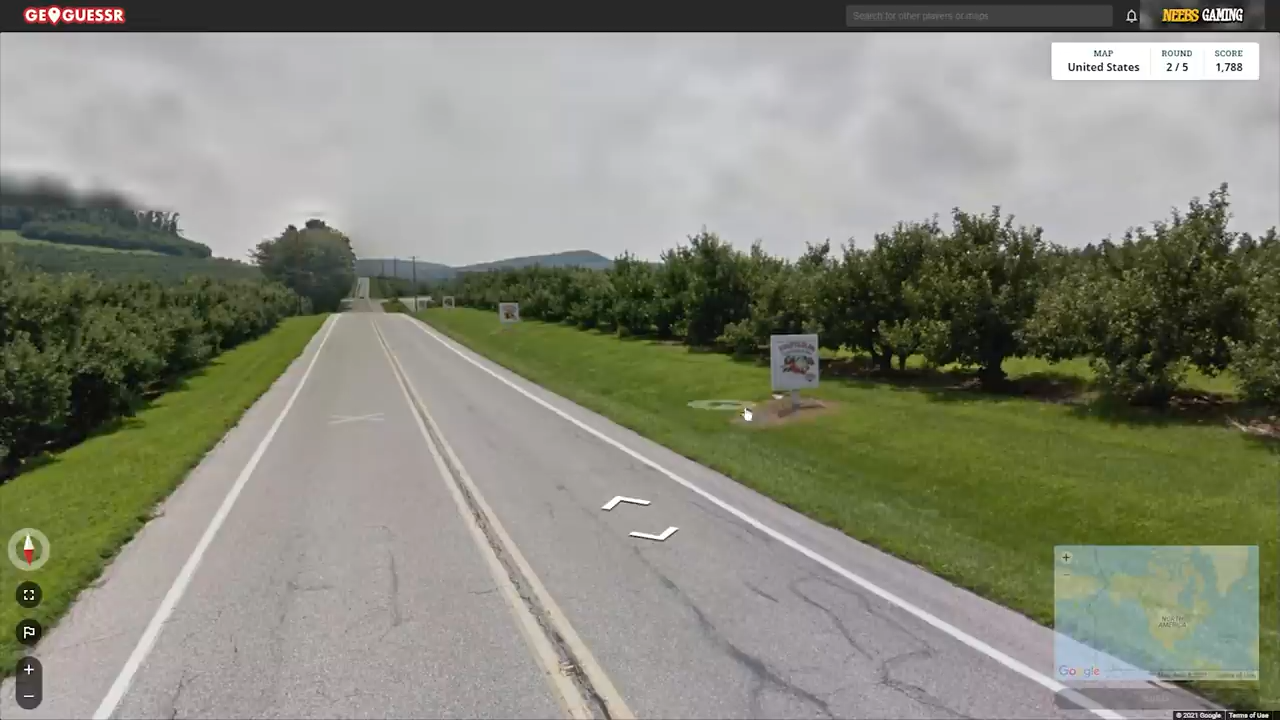 GEOGUESSR
Search for other players or maps
NEEBS GAMING
MAP
United States
ROUND
2 / 5
SCORE
1,788
NORTH
AMERICA
Google
© 2021 Google
Terms of Use